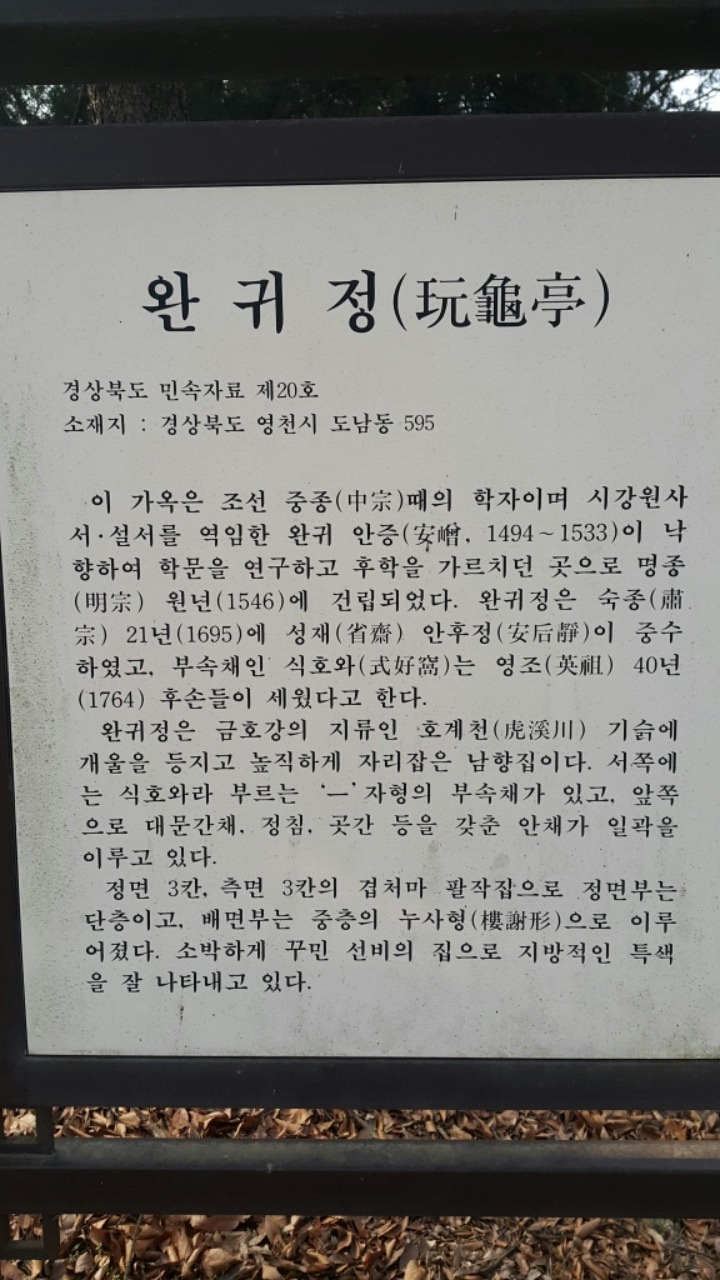 완 귀 정(玩龜亭)
경상북도 민속자료 제20호
소재지 : 경상북도 영천시 도남동 595
이 가옥은 조선 중종(中宗)때의 학자이며 시강원사
서·설서를 역임한 완귀 안증(安嶒, 1494~1533)이 낙
향하여 학문을 연구하고 후학을 가르치던 곳으로 명종
(明宗) 원년(1546)에 건립되었다. 완귀정은 숙종(肅
宗) 21년(1695)에 성재(省齋) 안후정(安后靜)이 중수
하였고, 부속채인 식호와(式好窩)는 영조(英祖) 40년
(1764) 후손들이 세웠다고 한다.
완귀정은 금호강의 지류인 호계천(虎溪川) 기슭에
개울을 등지고 높직하게 자리잡은 남향집이다. 서쪽에
는 식호와라 부르는 '一'자형의 부속채가 있고, 앞쪽
으로 대문간채, 정침, 곳간 등을 갖춘 안채가 일곽을
이루고 있다.
정면 3칸, 측면 3칸의 겹처마 팔작집으로 정면부는
단층이고, 배면부는 중층의 누사형(樓謝形)으로 이루
어졌다. 소박하게 꾸민 선비의 집으로 지방적인 특색
을 잘 나타내고 있다.